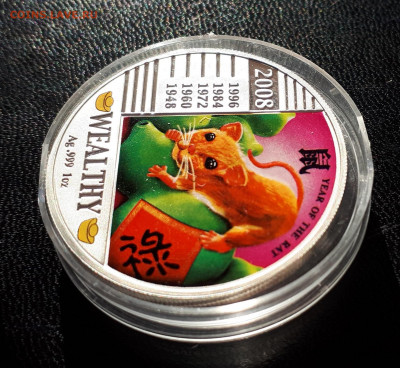 2008
1996
1984
1972
1960
1948
WEALTHY
Ag .999 1oz
鼠
YEAR OF THE RAT
祿